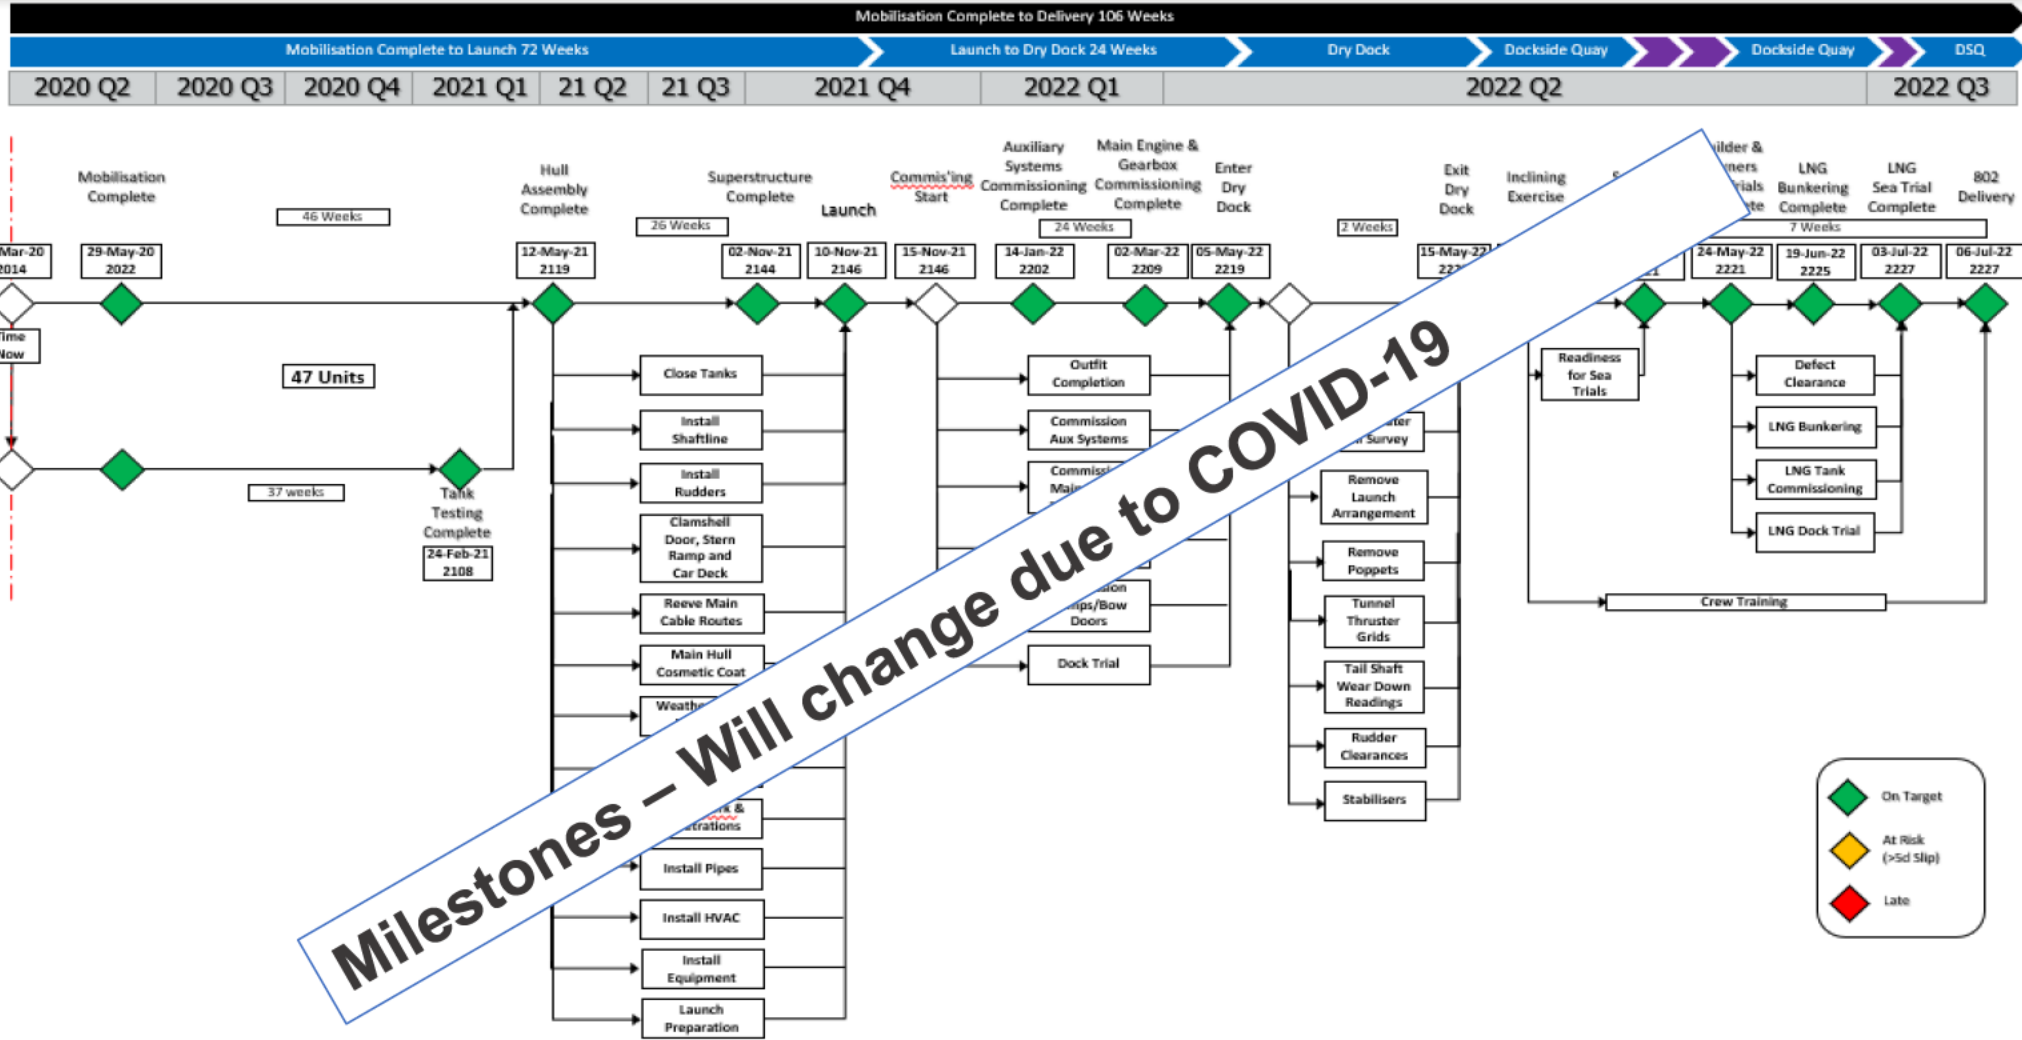 Mobilisation Complete to Delivery 106 Weeks
Mobilisation Complete to Launch 72 Weeks
Launch to Dry Dock 24 Weeks
Dry Dock
Dockside Quay
Dockside Quay
DSQ
2020 Q2
2020 Q3
2020 Q4
2021 Q1
21 Q2
21 Q3
2021 Q4
2022 Q1
2022 Q2
2022 Q3
Mobilisation
Complete
46 Weeks
Hull
Assembly
Complete
26 Weeks
Superstructure
Complete
Launch
Commis'ing
Start
Auxiliary
Systems
Commissioning
Complete
Main Engine &
Gearbox
Commissioning
Complete
24 Weeks
Enter
Dry
Dock
2 Weeks
Exit
Dry
Dock
Inclining
Exercise
LNG
Bunkering
Complete
LNG
Sea Trial
Complete
7 Weeks
802
Delivery
Mar-20
2014
29-May-20
2022
12-May-21
2119
02-Nov-21
2144
10-Nov-21
2146
15-Nov-21
2146
14-Jan-22
2202
02-Mar-22
2209
05-May-22
2219
15-May-22
24-May-22
2221
19-Jun-22
2225
03-Jul-22
2227
06-Jul-22
2227
Time
Now
47 Units
37 weeks
Tank
Testing
Complete
24-Feb-21
2108
Close Tanks
Install
Shaftline
Install
Rudders
Clamshell
Door, Stern
Ramp and
Car Deck
Reeve Main
Cable Routes
Main Hull
Cosmetic Coat
Install Pipes
Install HVAC
Install
Equipment
Launch
Preparation
Outfit
Completion
Commission
Aux Systems
Doors
Dock Trial
Survey
Remove
Launch
Arrangement
Remove
Poppets
Tunnel
Thruster
Grids
Tail Shaft
Wear Down
Readings
Rudder
Clearances
Stabilisers
Readiness
for Sea
Trials
Defect
Clearance
LNG Bunkering
LNG Tank
Commissioning
LNG Dock Trial
Crew Training
Milestones – Will change due to COVID-19
On Target
At Risk
(>5d Slip)
Late